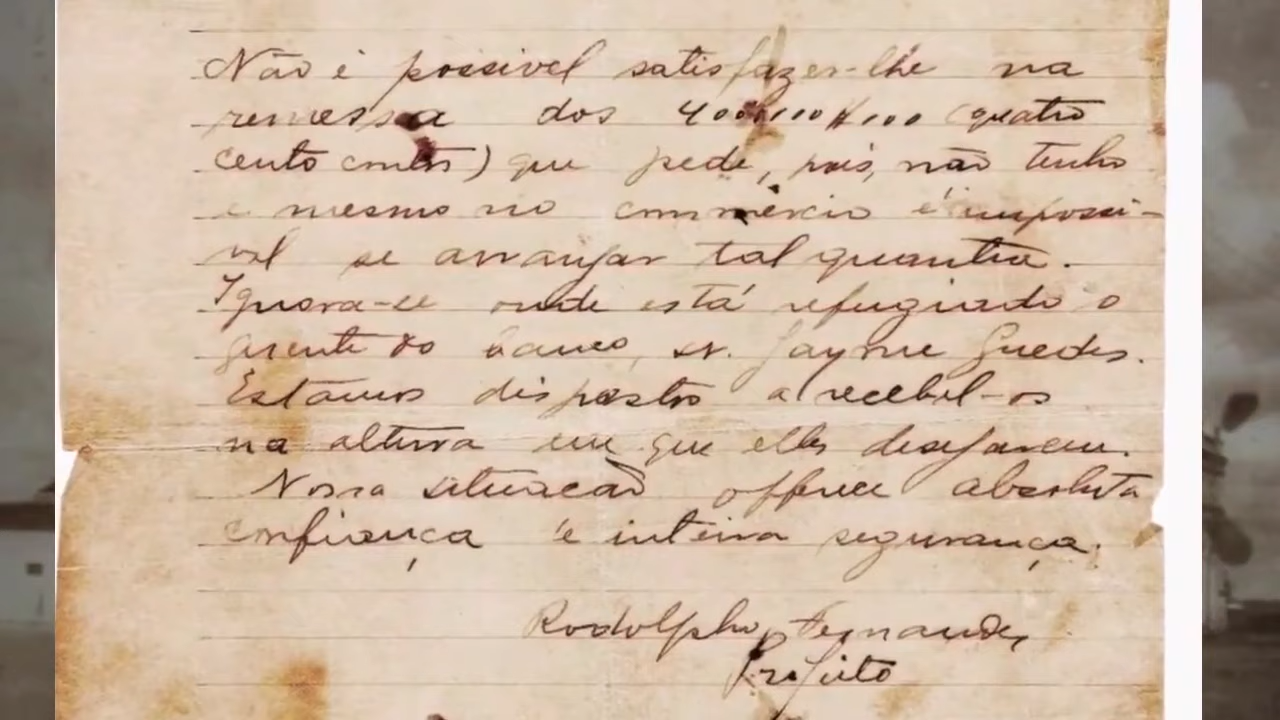 Não é possivel satisfazer-lhe na
remessa dos 400.000$000 (quatro
centos contos) que pede, pois, não tenho
e mesmo no commércio é impossi-
vel se arranjar tal quantia.
Ignora-se onde está refugiado o
gerente do banco, sr. Jayme Guedes.
Estamos dispostos a recebel-os
na altura em que elles desejarem.
Nossa situação offerece absoluta
confiança e inteira segurança.
Rodolpho Fernandes
Prefeito